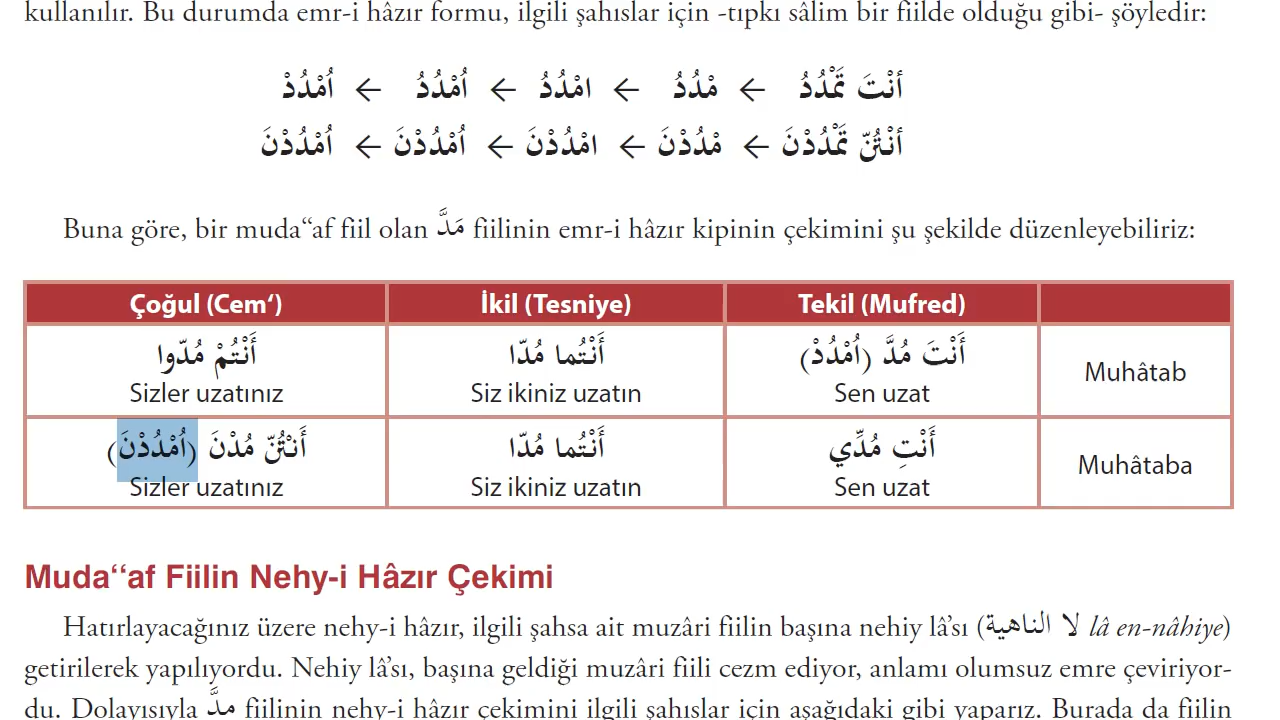 kullanılır. Bu durumda emr-i hâzır formu, ilgili şahıslar için -tıpkı sâlim bir fiilde olduğu gibi- şöyledir:
أنْتَ تَمْدُدُ ← مْدُدُ ← امْدُدُ ← اُمْدُدُ ← اُمْدُدْ
أنْتُنّ تَمْدُدْنَ ← مْدُدْنَ ← امْدُدْنَ ← اُمْدُدْنَ ← اُمْدُدْنَ
Buna göre, bir muda“af fiil olan مَدَّ fiilinin emr-i hâzır kipinin çekimini şu şekilde düzenleyebiliriz:
Çoğul (Cem‘) İkil (Tesniye) Tekil (Mufred)
أَنْتُمْ مُدّوا أَنْتُما مُدّا أَنْتَ مُدَّ (اُمْدُدْ)
Sizler uzatınız Siz ikiniz uzatın Sen uzat Muhâtab
أَنْتُنّ مُدْنَ (اُمْدُدْنَ) أَنْتُما مُدّا أَنْتِ مُدِّي
Sizler uzatınız Siz ikiniz uzatın Sen uzat Muhâtaba
Muda“af Fiilin Nehy-i Hâzır Çekimi
Hatırlayacağınız üzere nehy-i hâzır, ilgili şahsa ait muzâri fiilin başına nehiy lâ’sı (لا الناهية lâ en-nâhiye)
getirilerek yapılıyordu. Nehiy lâ’sı, başına geldiği muzâri fiili cezm ediyor, anlamı olumsuz emre çeviriyor-
du. Dolayısıyla مدَّ fiilinin nehy-i hâzır çekimini ilgili şahıslar için aşağıdaki gibi yaparız. Burada da fiilin